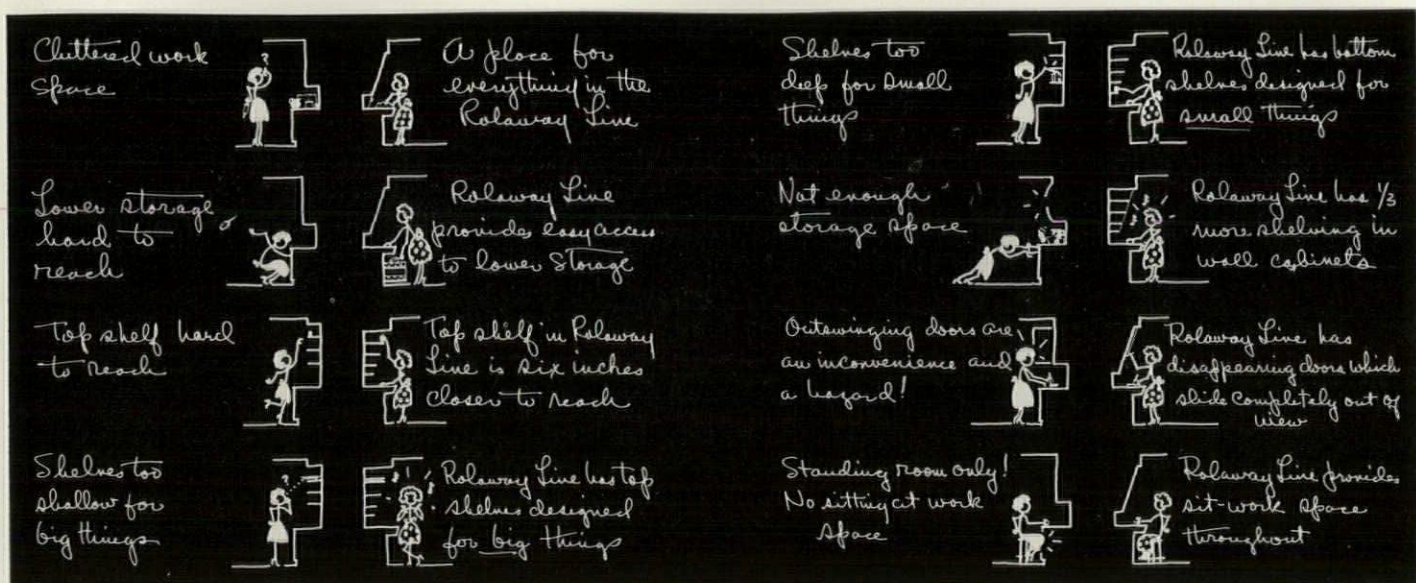 Cluttered work
space
A place for
everything in the
Rolaway Line
Lower storage
hard to
reach
Rolaway Line
provides easy access
to lower Storage
Top shelf hard
to reach
Top shelf in Rolaway
Line is six inches
closer to reach
Shelves too
shallow for
big things
Rolaway Line has top
shelves designed
for big things
Shelves too
deep for small
things
Rolaway Line has bottom
shelves designed for
small things
Not enough
storage space
Rolaway Line has 1/3
more shelving in
wall cabinets
Outswinging doors are
an inconvenience and
a hazard!
Rolaway Line has
disappearing doors which
slide completely out of
view
Standing room only!
No sitting at work
space
Rolaway Line provides
sit-work space
throughout